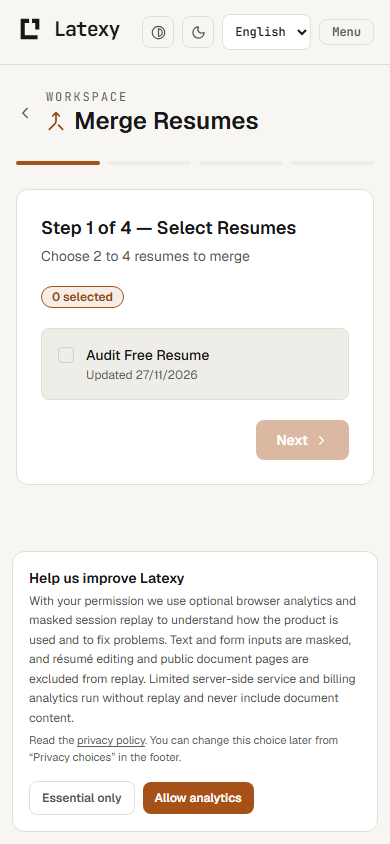 Latexy
English
Menu
WORKSPACE
Merge Resumes
Step 1 of 4 — Select Resumes
Choose 2 to 4 resumes to merge
0 selected
Audit Free Resume
Updated 27/11/2026
Next
Help us improve Latexy
With your permission we use optional browser analytics and
masked session replay to understand how the product is
used and to fix problems. Text and form inputs are masked,
and résumé editing and public document pages are
excluded from replay. Limited server-side service and billing
analytics run without replay and never include document
content.
Read the privacy policy. You can change this choice later from
“Privacy choices” in the footer.
Essential only
Allow analytics